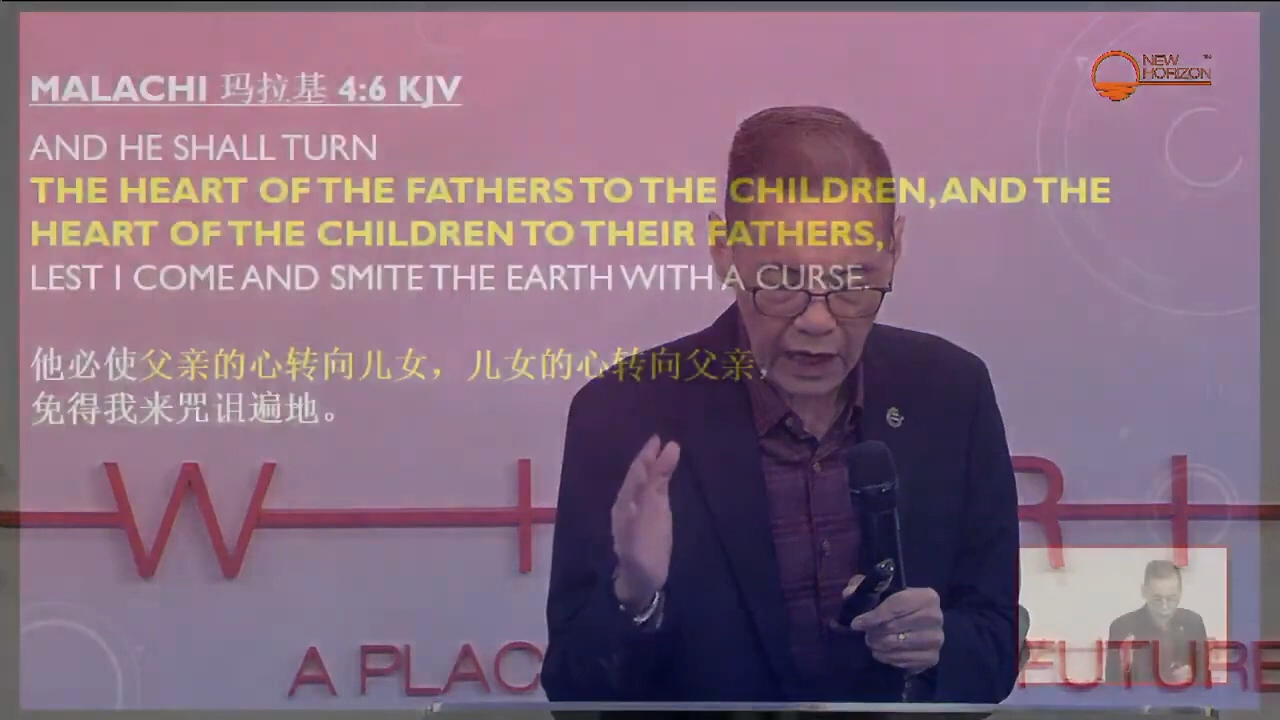 MALACHI 玛拉基 4:6 KJV
NEW
HORIZON
TM
AND HE SHALL TURN
THE HEART OF THE FATHERS TO THE CHILDREN, AND THE
HEART OF THE CHILDREN TO THEIR FATHERS,
LEST I COME AND SMITE THE EARTH WITH A CURSE.
他必使父亲的心转向儿女，儿女的心转向父亲，
免得我来咒诅遍地。
W I RI
A PLAC FUTURE